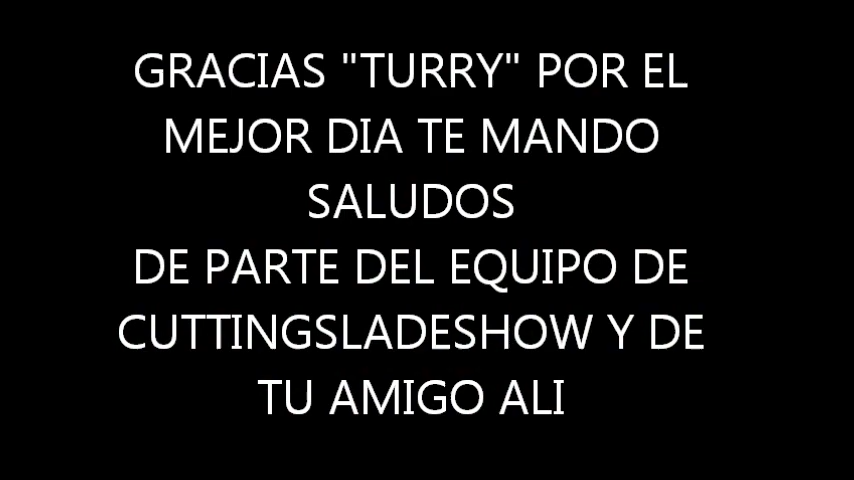 GRACIAS "TURRY" POR EL
MEJOR DIA TE MANDO
SALUDOS
DE PARTE DEL EQUIPO DE
CUTTINGSLADESHOW Y DE
TU AMIGO ALI